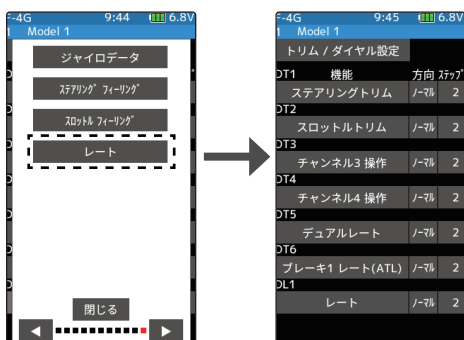 F-4G 9:44 6.8V
1 Model 1
ジャイロデータ
ｽﾃｱﾘﾝｸﾞ ﾌｨｰﾘﾝｸﾞ
ｽﾛｯﾄﾙ ﾌｨｰﾘﾝｸﾞ
レート
閉じる
F-4G 9:45 6.8V
1 Model 1
トリム / ダイヤル設定
DT1 機能 方向 ｽﾃｯﾌﾟ
ステアリングトリム ﾉｰﾏﾙ 2
DT2
スロットルトリム ﾉｰﾏﾙ 2
DT3
チャンネル3 操作 ﾉｰﾏﾙ 2
DT4
チャンネル4 操作 ﾉｰﾏﾙ 2
DT5
デュアルレート ﾉｰﾏﾙ 2
DT6
ブレーキ1 レート(ATL) ﾉｰﾏﾙ 2
DL1
レート ﾉｰﾏﾙ 2